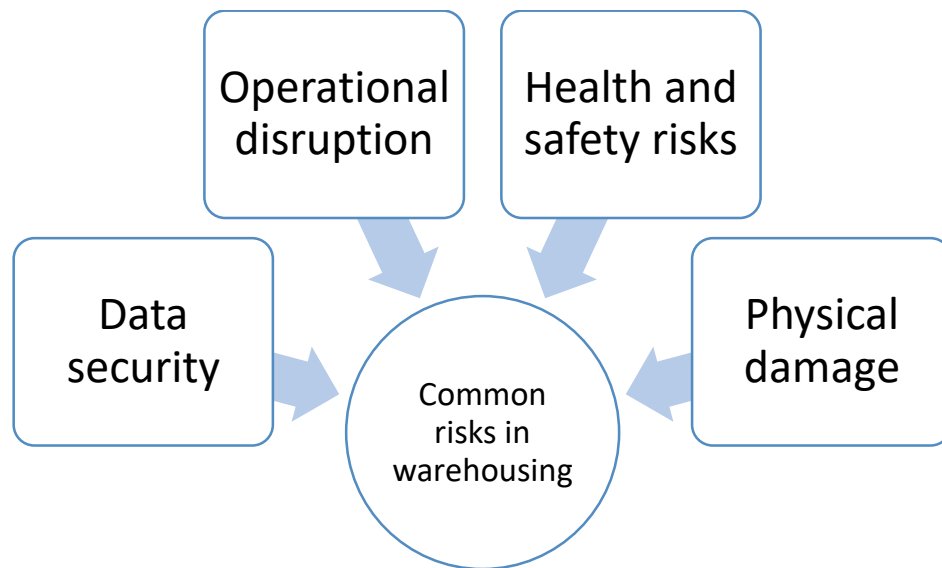 Operational
disruption
Health and
safety risks
Data
security
Physical
damage
Common
risks in
warehousing